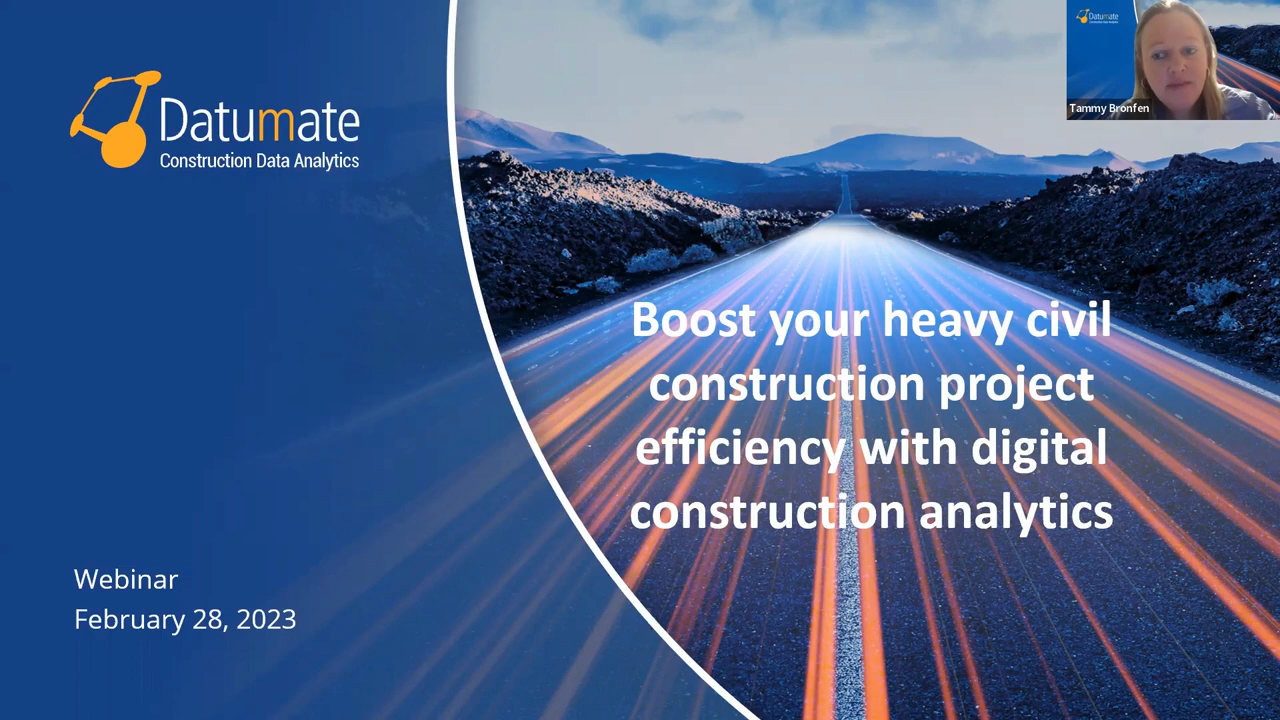 Datumate
Construction Data Analytics
Datumate
Tammy Bronfen
Boost your heavy civil
construction project
efficiency with digital
construction analytics
Webinar
February 28, 2023